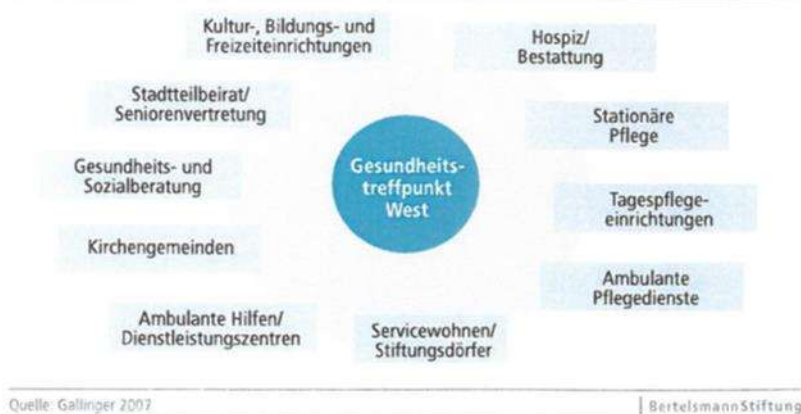 Kultur-, Bildungs- und
Freizeiteinrichtungen
Hospiz/
Bestattung
Stadtteilbeirat/
Seniorenvertretung
Stationäre
Pflege
Gesundheits-
treffpunkt
West
Gesundheits- und
Sozialberatung
Tagespflege-
einrichtungen
Kirchengemeinden
Ambulante
Pflegedienste
Ambulante Hilfen/
Dienstleistungszentren
Servicewohnen/
Stiftungsdörfer
Quelle: Gallinger 2007
BertelsmannStiftung